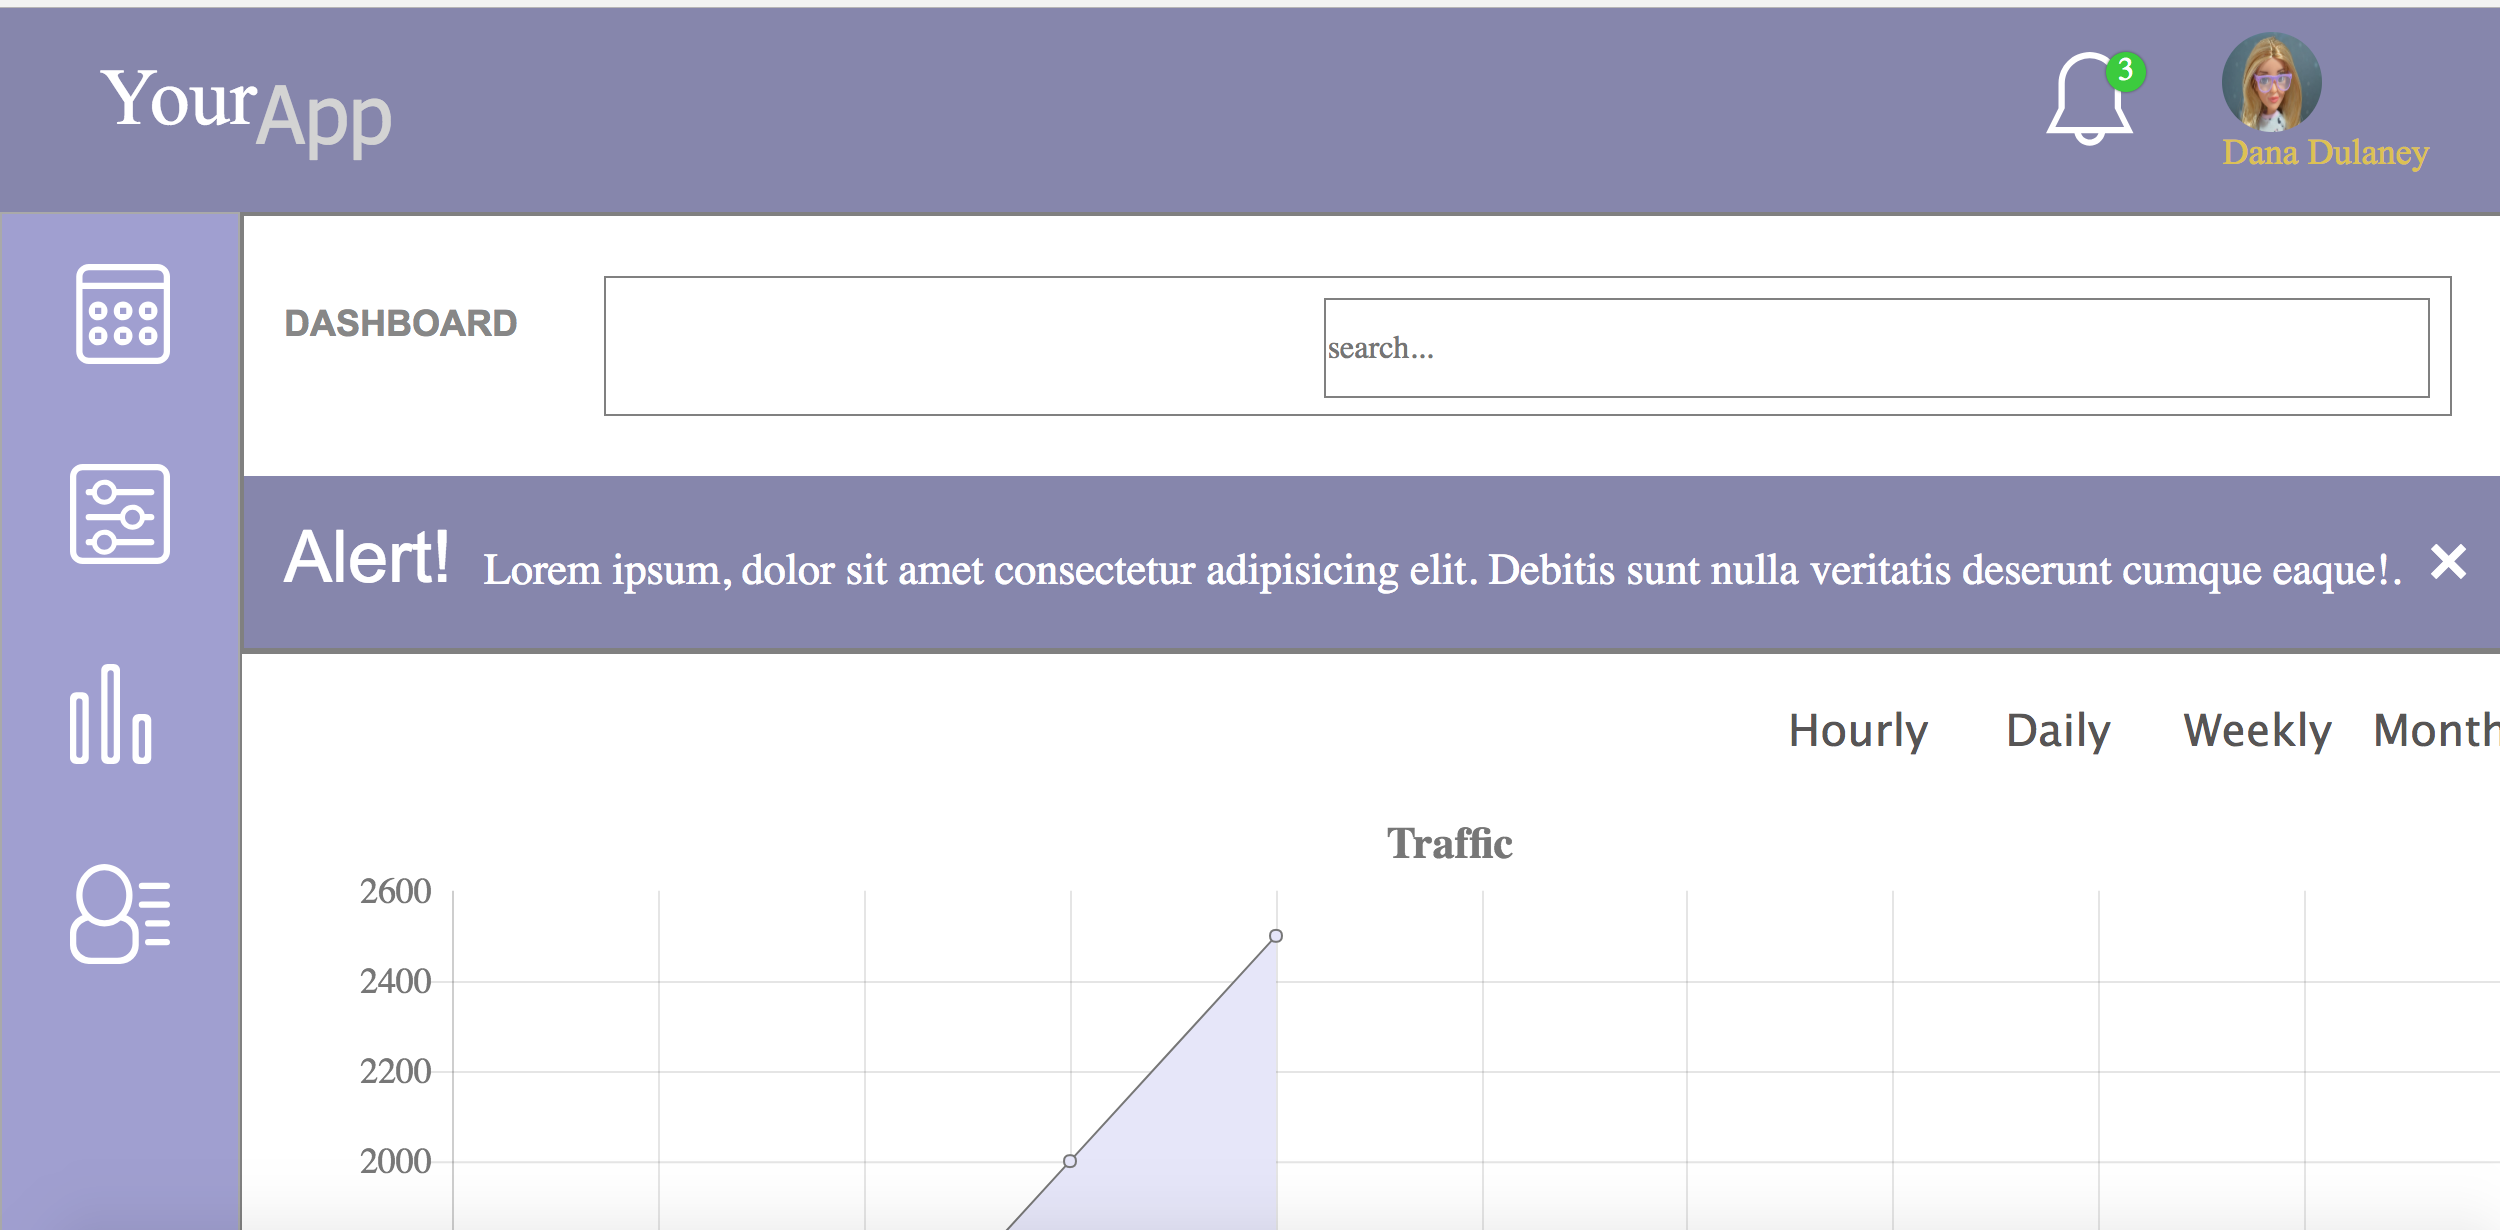 YourApp
3
Dana Dulaney
DASHBOARD
search...
Alert! Lorem ipsum, dolor sit amet consectetur adipisicing elit. Debitis sunt nulla veritatis deserunt cumque eaque!. ✕
Hourly Daily Weekly Month
Traffic
2600
2400
2200
2000